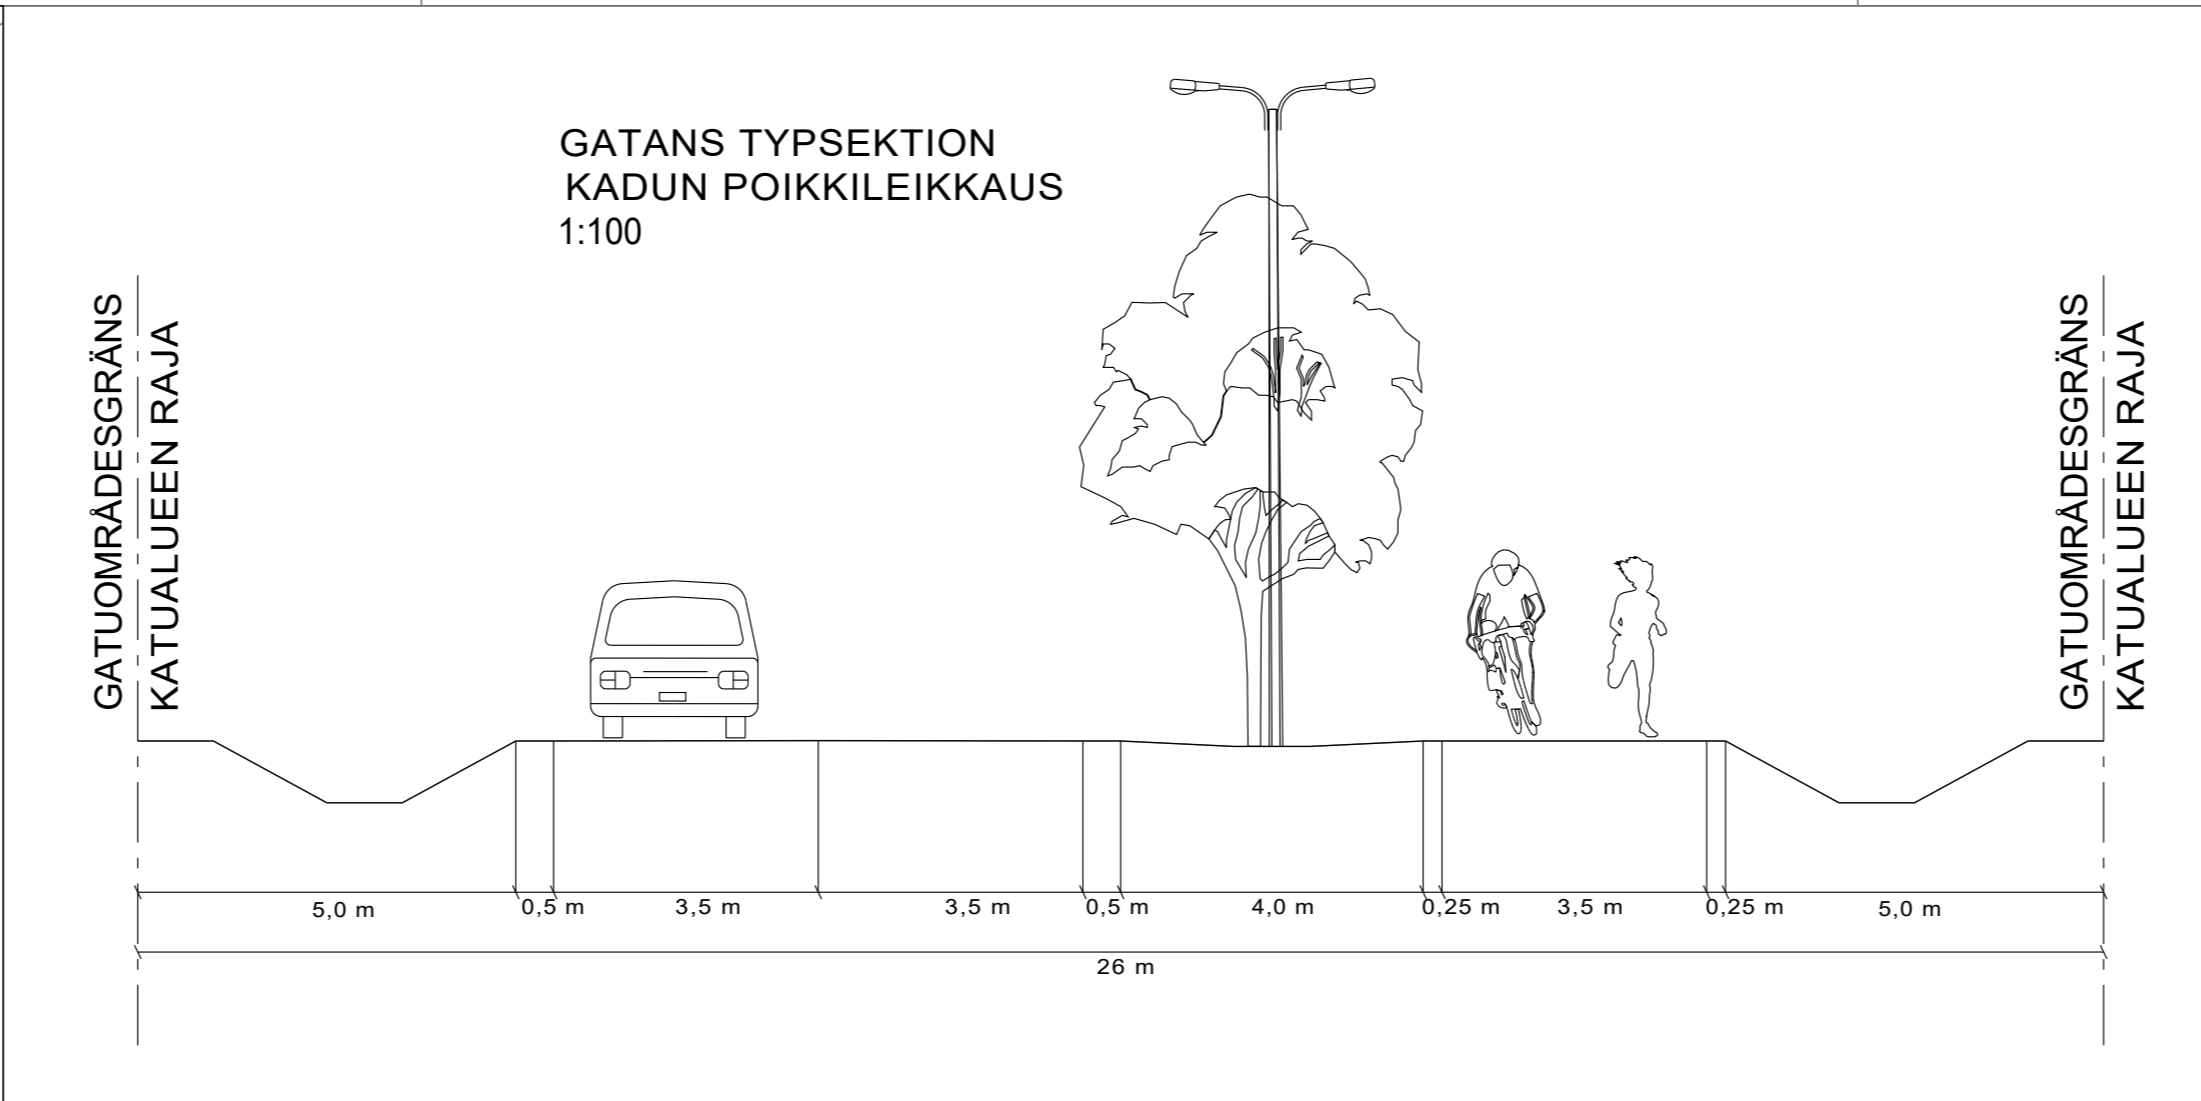 GATANS TYPSEKTION
KADUN POIKKILEIKKAUS
1:100
GATUOMRÅDESGRÄNS
KATUALUEEN RAJA
GATUOMRÅDESGRÄNS
KATUALUEEN RAJA
5,0 m
0,5 m
3,5 m
3,5 m
0,5 m
4,0 m
0,25 m
3,5 m
0,25 m
5,0 m
26 m